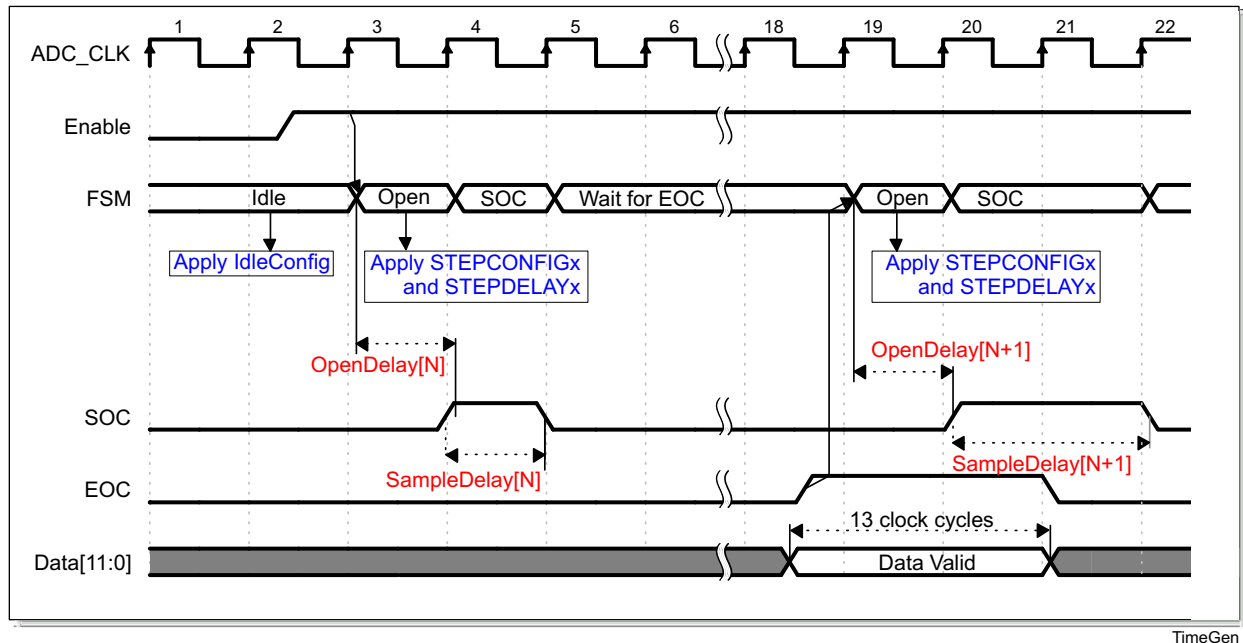 1 2 3 4 5 6 18 19 20 21 22
ADC_CLK
Enable
FSM Idle Open SOC Wait for EOC Open SOC
Apply IdleConfig
Apply STEPCONFIGx
and STEPDELAYx
Apply STEPCONFIGx
and STEPDELAYx
OpenDelay[N]
OpenDelay[N+1]
SOC
SampleDelay[N]
SampleDelay[N+1]
EOC
13 clock cycles
Data[11:0] Data Valid
TimeGen